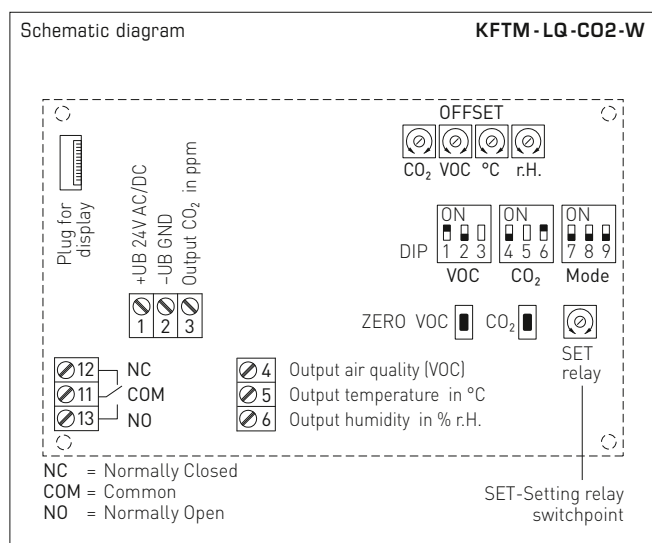 Schematic diagram KFTM-LQ-CO2-W
OFFSET
CO₂ VOC °C r.H.
Plug for
display
+UB 24V AC/DC
–UB GND
Output CO₂ in ppm
1 2 3
ON ON ON
DIP 1 2 3 4 5 6 7 8 9
VOC CO₂ Mode
ZERO VOC CO₂
SET
relay
12 NC
11 COM
13 NO
4 Output air quality (VOC)
5 Output temperature in °C
6 Output humidity in % r.H.
NC = Normally Closed
COM = Common
NO = Normally Open
SET-Setting relay
switchpoint